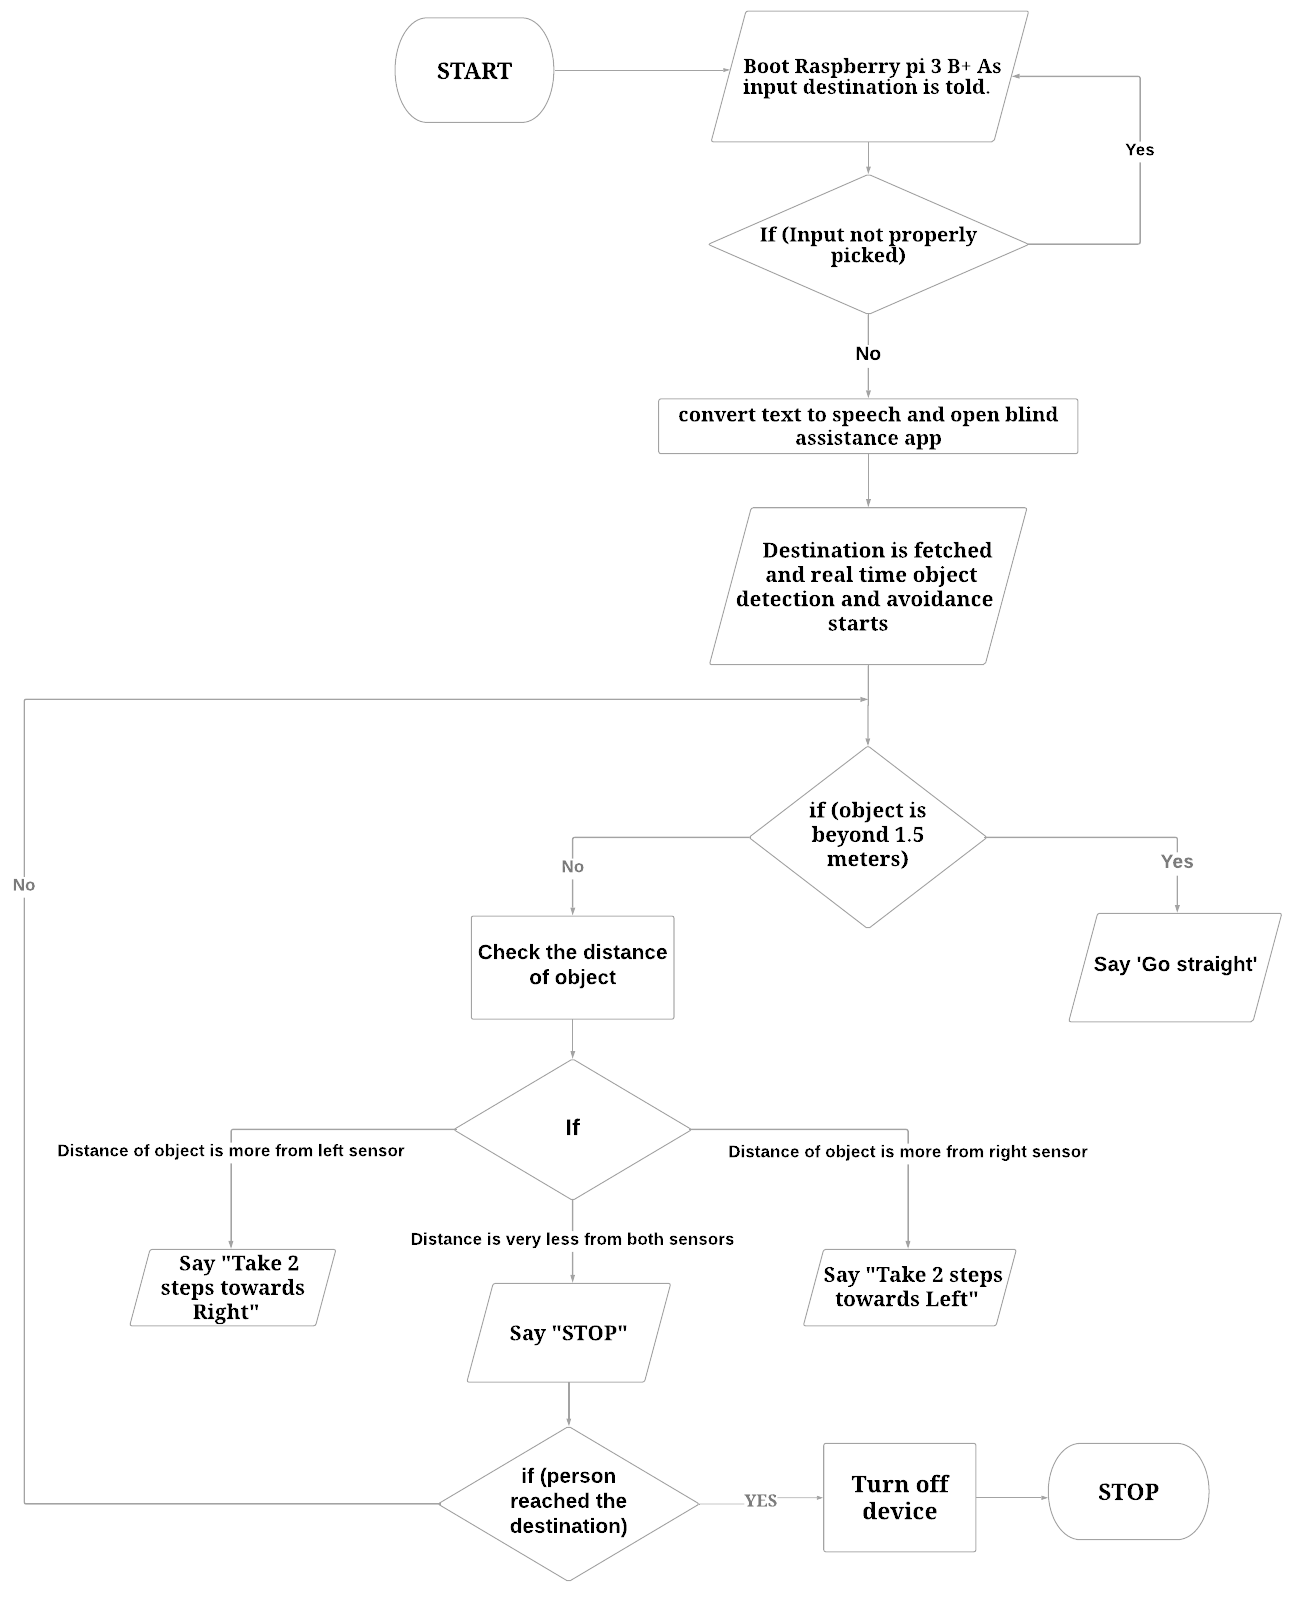 START
Boot Raspberry pi 3 B+ As
input destination is told.
Yes
If (Input not properly
picked)
No
convert text to speech and open blind
assistance app
Destination is fetched
and real time object
detection and avoidance
starts
if (object is
beyond 1.5
meters)
No
Yes
No
Check the distance
of object
Say 'Go straight'
If
Distance of object is more from left sensor
Distance of object is more from right sensor
Distance is very less from both sensors
Say "Take 2
steps towards
Right"
Say "Take 2 steps
towards Left"
Say "STOP"
if (person
reached the
destination)
YES
Turn off
device
STOP